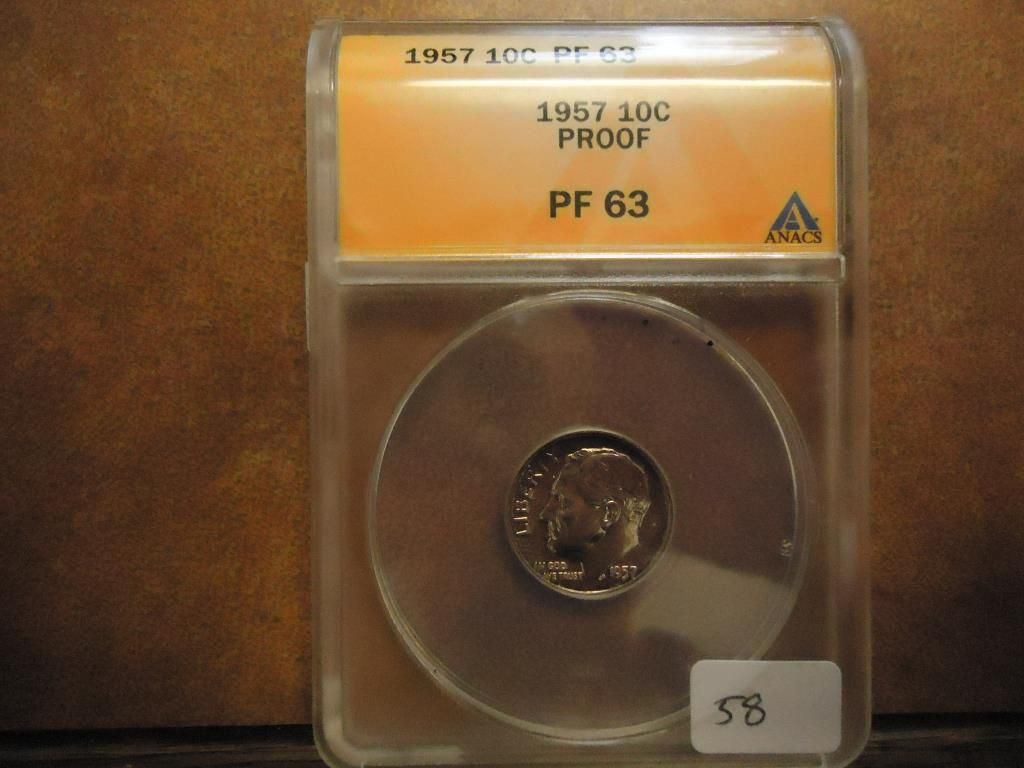 1957 10C PF 63
1957 10C
PROOF
PF 63
ANACS
LIBERTY
IN GOD
WE TRUST
1957
58